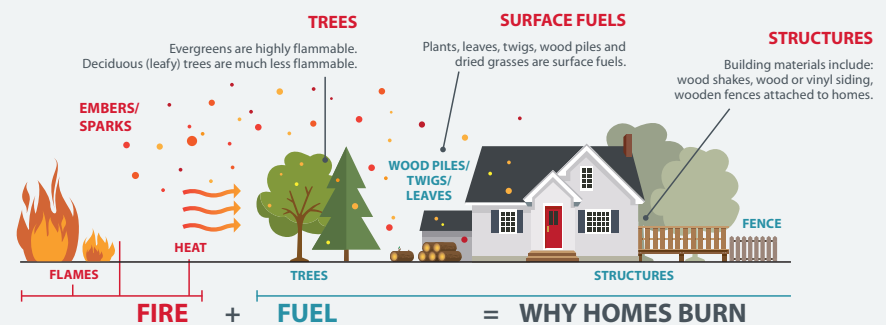 TREES
Evergreens are highly flammable.
Deciduous (leafy) trees are much less flammable.
SURFACE FUELS
Plants, leaves, twigs, wood piles and
dried grasses are surface fuels.
STRUCTURES
Building materials include:
wood shakes, wood or vinyl siding,
wooden fences attached to homes.
EMBERS/
SPARKS
WOOD PILES/
TWIGS/
LEAVES
HEAT
FENCE
FLAMES
TREES
STRUCTURES
FIRE + FUEL = WHY HOMES BURN